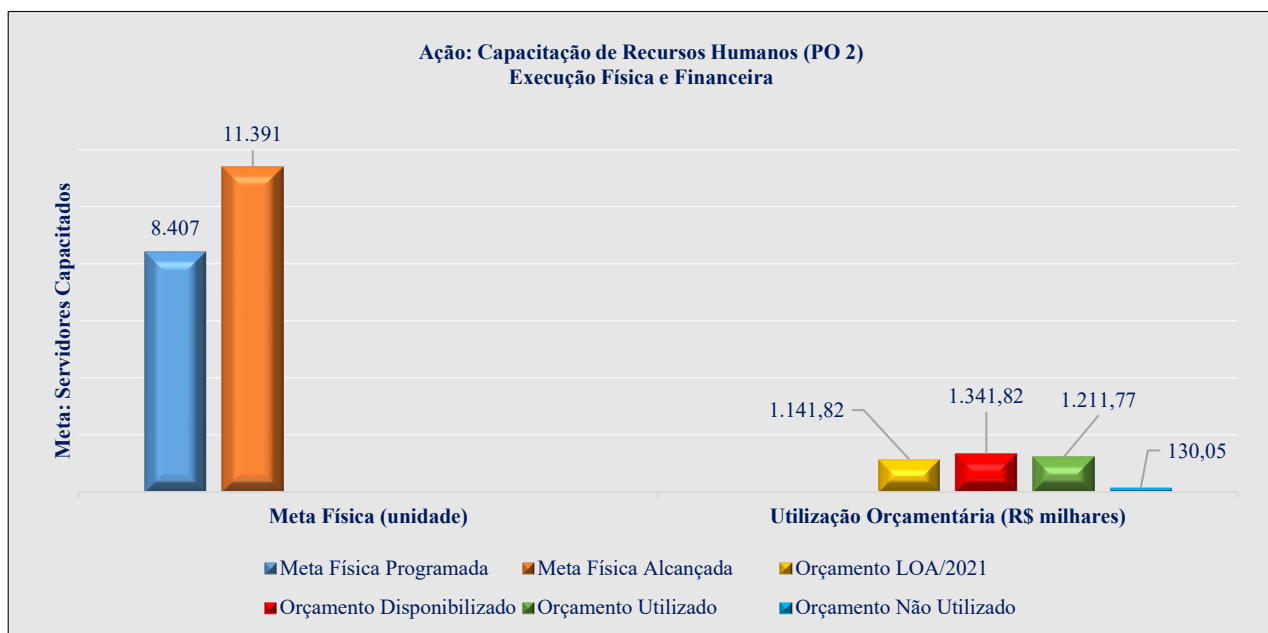 Ação: Capacitação de Recursos Humanos (PO 2)
Execução Física e Financeira
Meta: Servidores Capacitados
8.407
11.391
1.141,82
1.341,82
1.211,77
130,05
Meta Física (unidade)
Utilização Orçamentária (R$ milhares)
Meta Física Programada
Meta Física Alcançada
Orçamento LOA/2021
Orçamento Disponibilizado
Orçamento Utilizado
Orçamento Não Utilizado